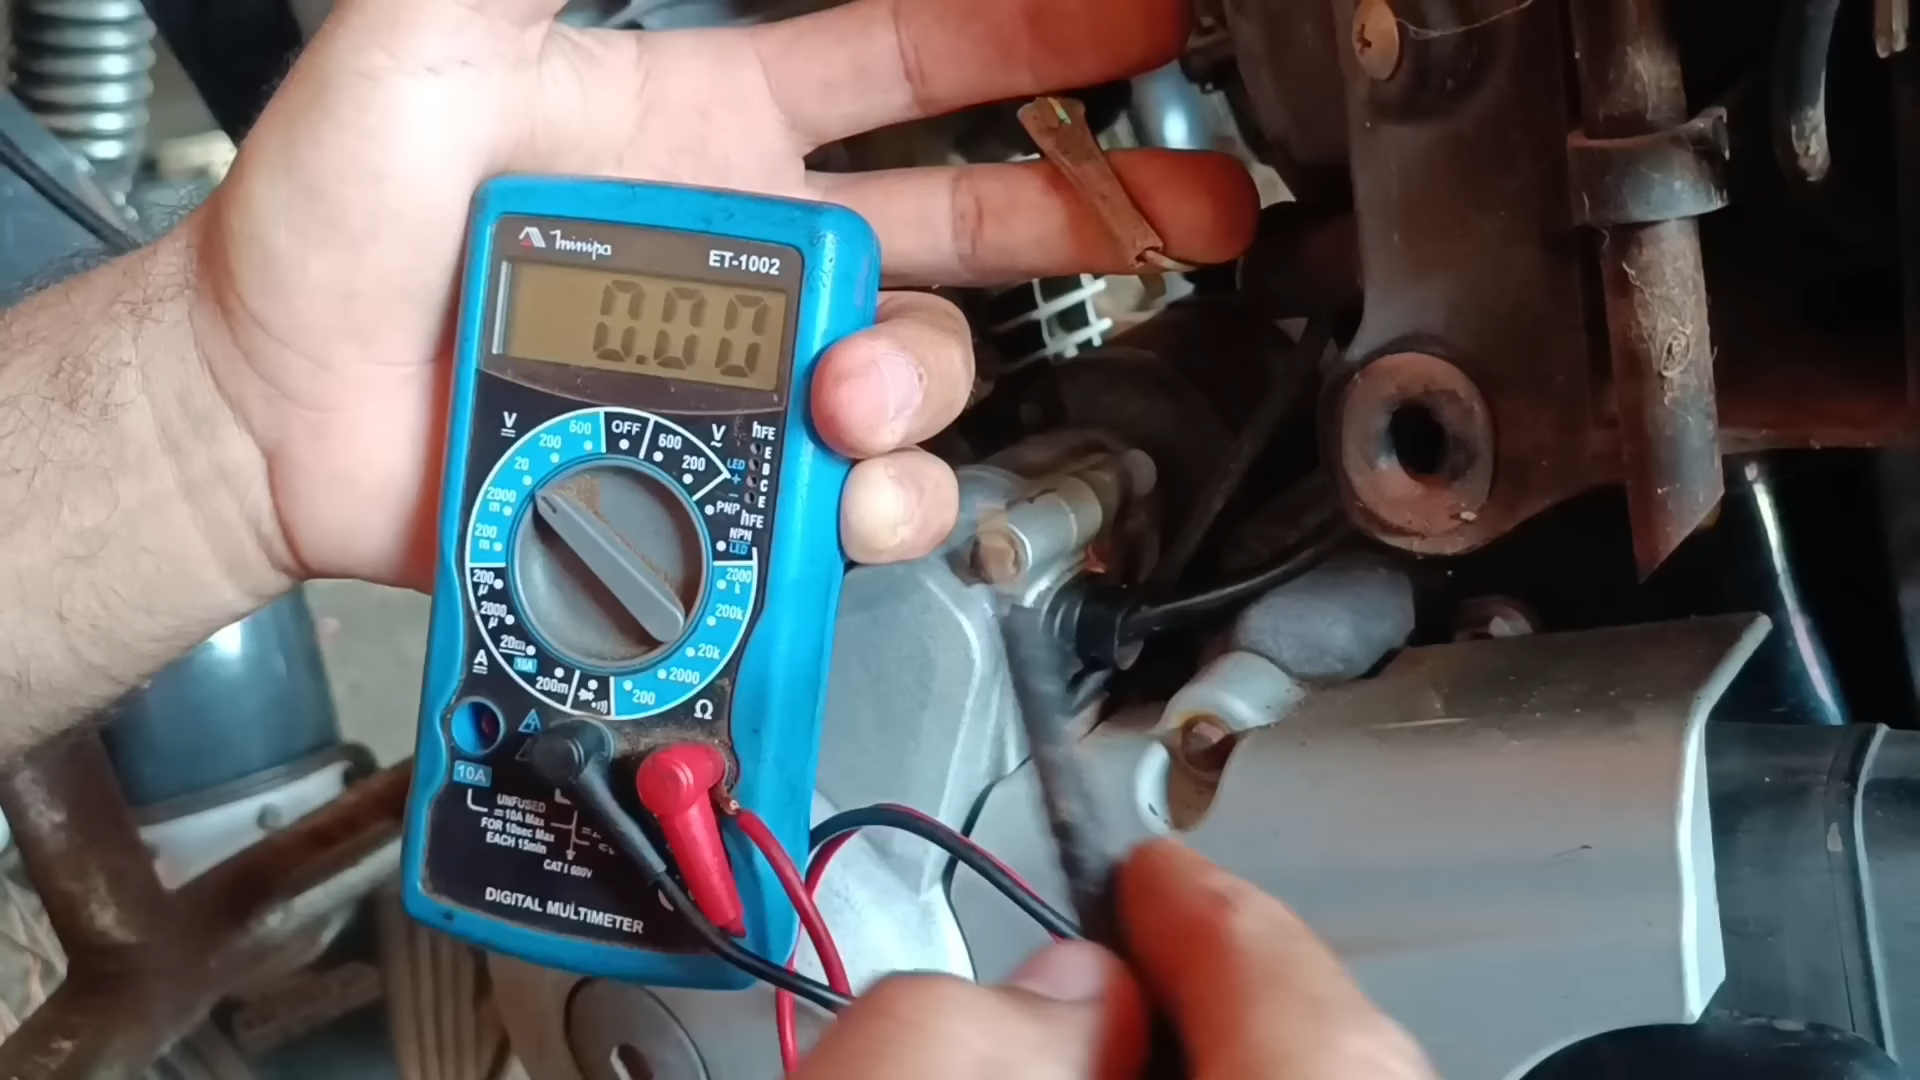 minipa
ET-1002
0.00
V
600
200
20
2000
m
200
m
OFF
600
200
V
hFE
E
B
C
E
LED
+
−
PNP
hFE
NPN
LED
200
µ
2000
µ
20m
10A
200m
A
2000
k
200k
20k
2000
200
Ω
10A
UNFUSED
10A Max
FOR 10sec Max
EACH 15min
CAT I 600V
DIGITAL MULTIMETER